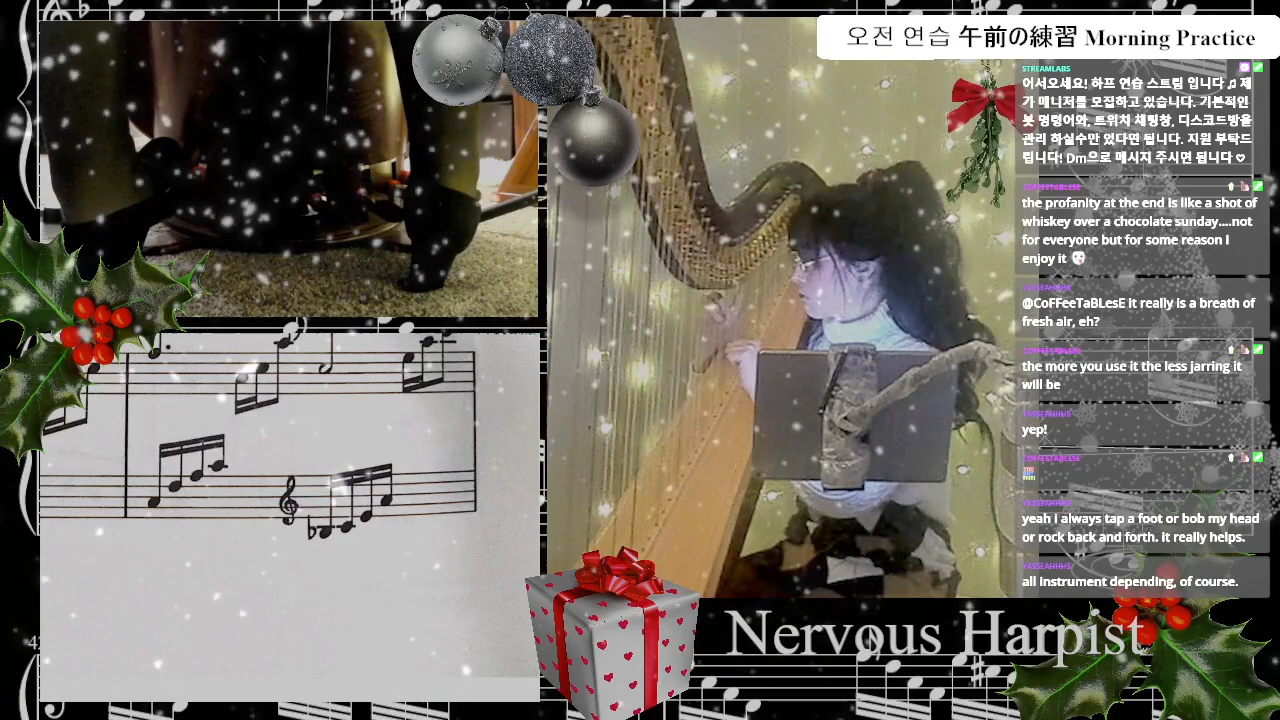 오전 연습 午前の練習 Morning Practice
STREAMLABS
어서오세요! 하프 연습 스트림 입니다 ♫ 제
가 매니저를 모집하고 있습니다. 기본적인
봇 명령어와, 트위치 채팅창, 디스코드방을
관리 하실수만 있다면 됩니다. 지원 부탁드
립니다! Dm으로 메시지 주시면 됩니다 ♡
COFFEETABLESE
the profanity at the end is like a shot of
whiskey over a chocolate sunday....not
for everyone but for some reason I
enjoy it
YASSEAHHHS
@CoFFeeTaBLesE it really is a breath of
fresh air, eh?
COFFEETABLESE
the more you use it the less jarring it
will be
YASSEAHHHS
yep!
COFFEETABLESE
YASSEAHHHS
yeah i always tap a foot or bob my head
or rock back and forth. it really helps.
YASSEAHHHS
all instrument depending, of course.
Nervous Harpist